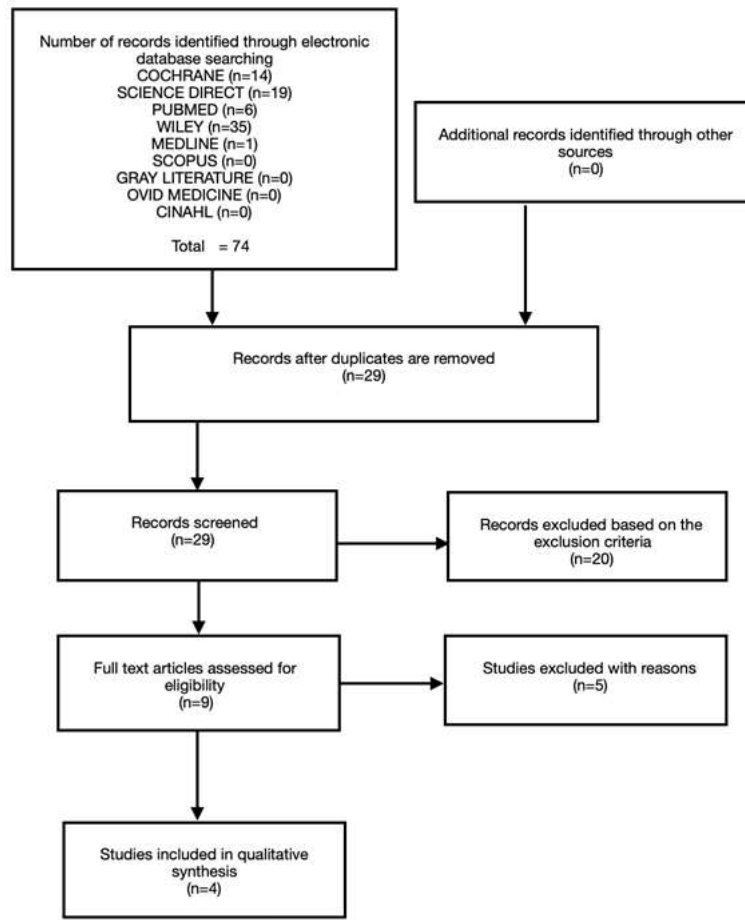 Number of records identified through electronic
database searching
COCHRANE (n=14)
SCIENCE DIRECT (n=19)
PUBMED (n=6)
WILEY (n=35)
MEDLINE (n=1)
SCOPUS (n=0)
GRAY LITERATURE (n=0)
OVID MEDICINE (n=0)
CINAHL (n=0)
Total = 74
Additional records identified through other
sources
(n=0)
Records after duplicates are removed
(n=29)
Records screened
(n=29)
Records excluded based on the
exclusion criteria
(n=20)
Full text articles assessed for
eligibility
(n=9)
Studies excluded with reasons
(n=5)
Studies included in qualitative
synthesis
(n=4)